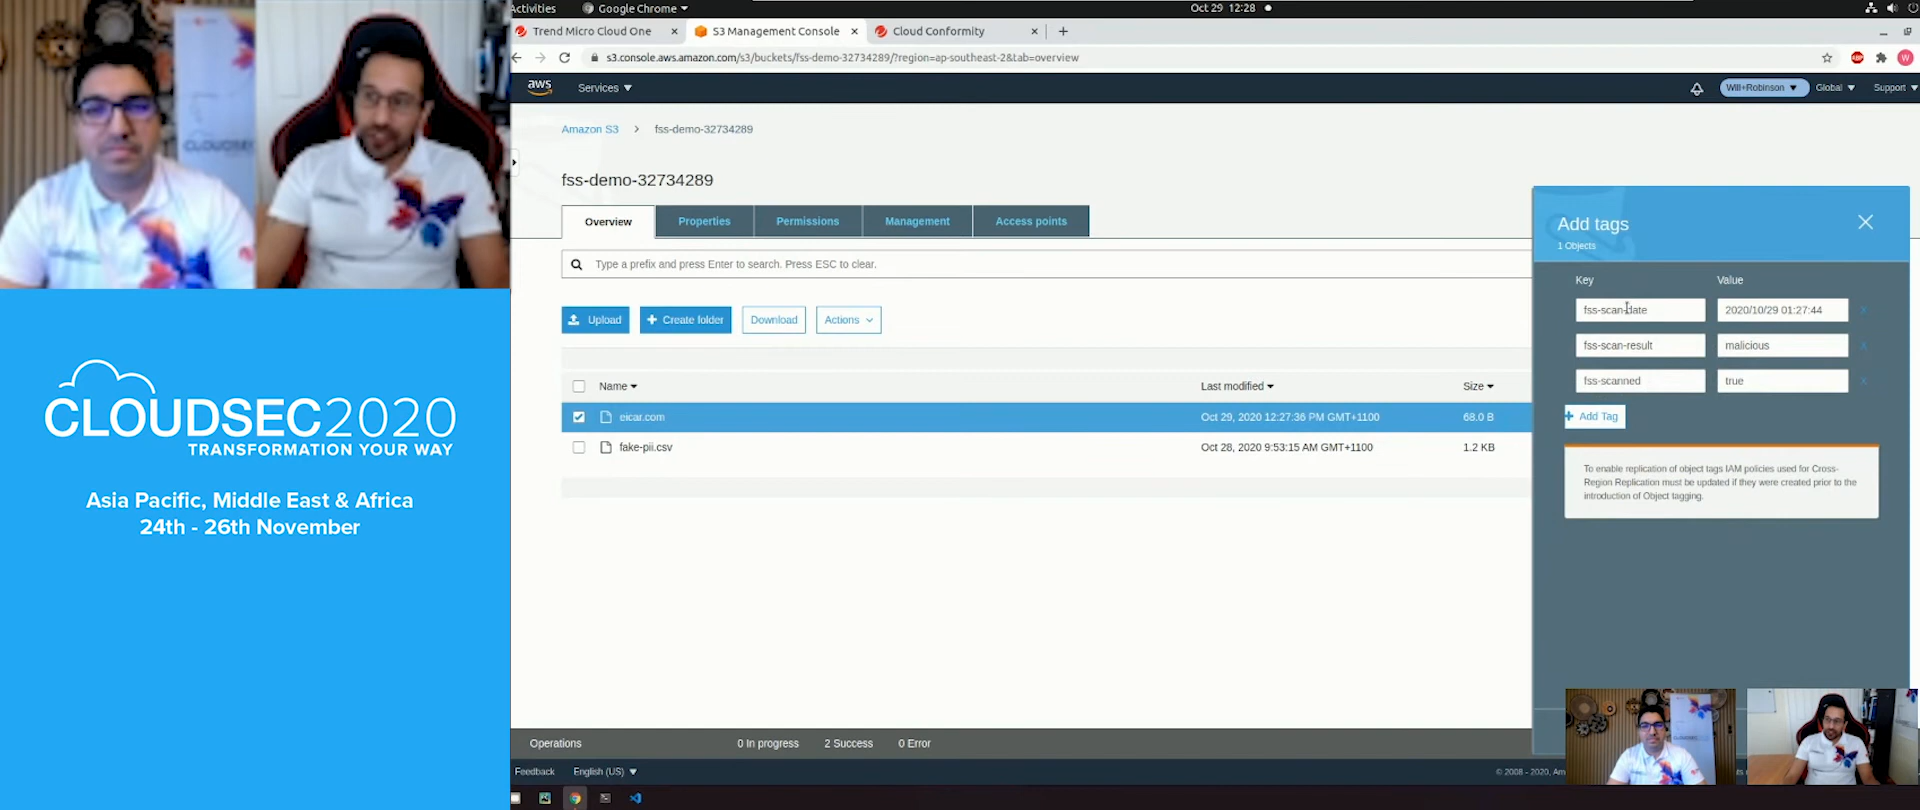 Activities
Google Chrome
Oct 29 12:28
Trend Micro Cloud One
S3 Management Console
Cloud Conformity
s3.console.aws.amazon.com/s3/buckets/fss-demo-32734289/?region=ap-southeast-2&tab=overview
ABP
W
aws
Services
Will+Robinson
Global
Support
Amazon S3 > fss-demo-32734289
fss-demo-32734289
Overview
Properties
Permissions
Management
Access points
Type a prefix and press Enter to search. Press ESC to clear.
Upload
+ Create folder
Download
Actions
Name
Last modified
Size
eicar.com
Oct 29, 2020 12:27:36 PM GMT+1100
68.0 B
fake-pii.csv
Oct 28, 2020 9:53:15 AM GMT+1100
1.2 KB
Add tags
1 Objects
Key
Value
fss-scan-date
2020/10/29 01:27:44
X
fss-scan-result
malicious
X
fss-scanned
true
X
+ Add Tag
To enable replication of object tags IAM policies used for Cross-
Region Replication must be updated if they were created prior to the
introduction of Object tagging.
Operations
0 In progress
2 Success
0 Error
Feedback
English (US)
© 2008 - 2020, Am
CLOUDSEC
CLOUDSEC2020
TRANSFORMATION YOUR WAY
Asia Pacific, Middle East & Africa
24th - 26th November
CLOUDSEC